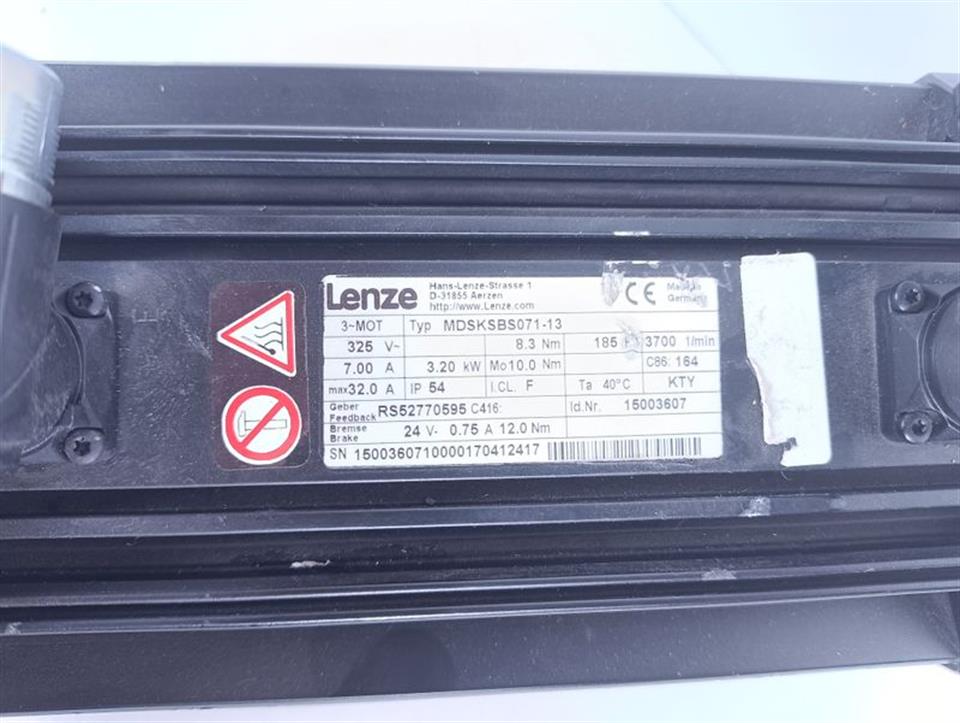 Lenze Hans-Lenze-Strasse 1
D-31855 Aerzen
http://www.Lenze.com
CE
Germany
3~MOT Typ MDSKSBS071-13
325 V~ 8.3 Nm 185 3700 1/min
7.00 A 3.20 kW Mo10.0 Nm C86: 164
max32.0 A IP 54 I.CL. F Ta 40°C KTY
Geber
Feedback RS52770595 C416: Id.Nr. 15003607
Bremse
Brake 24 V- 0.75 A 12.0 Nm
SN 1500360710000170412417